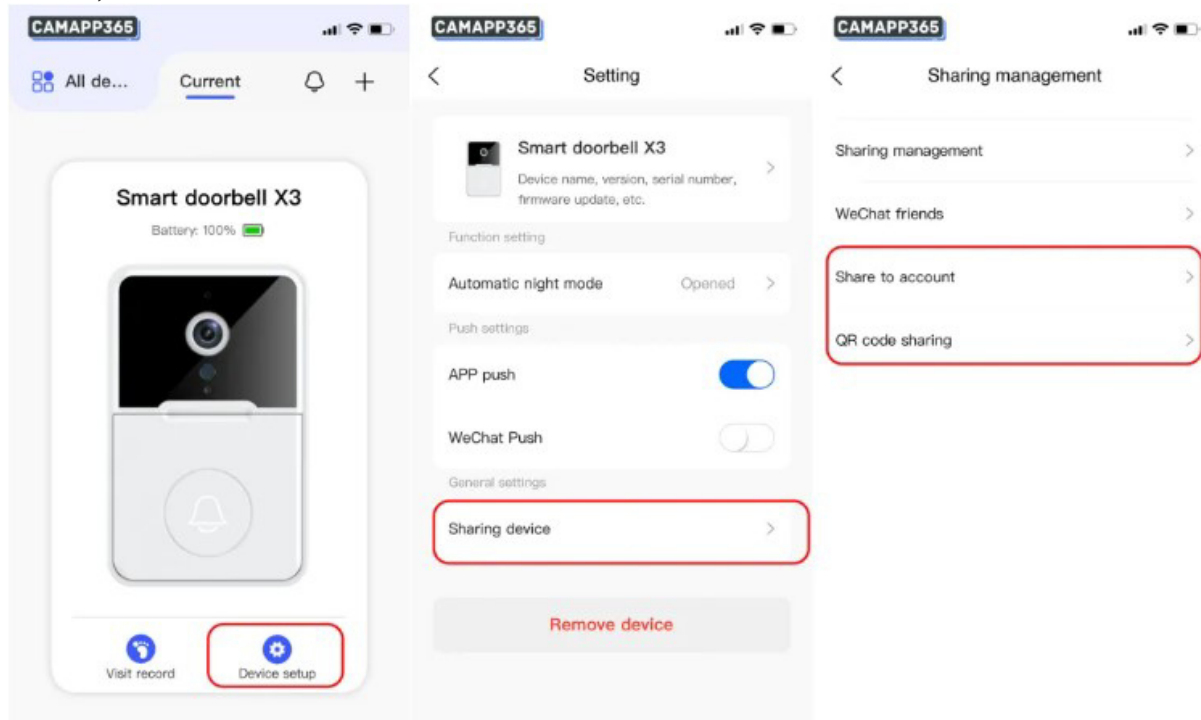 CAMAPP365
All de...
Current
Smart doorbell X3
Battery: 100%
Visit record
Device setup
CAMAPP365
Setting
Smart doorbell X3
Device name, version, serial number,
firmware update, etc.
Function setting
Automatic night mode
Opened
Push settings
APP push
WeChat Push
General settings
Sharing device
Remove device
CAMAPP365
Sharing management
Sharing management
WeChat friends
Share to account
QR code sharing